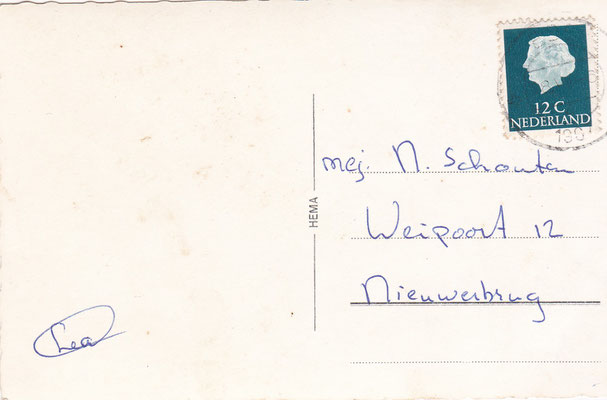 12 C
NEDERLAND
mej. N. Schouten
Weipoort 12
Nieuwerbrug
HEMA
Lea